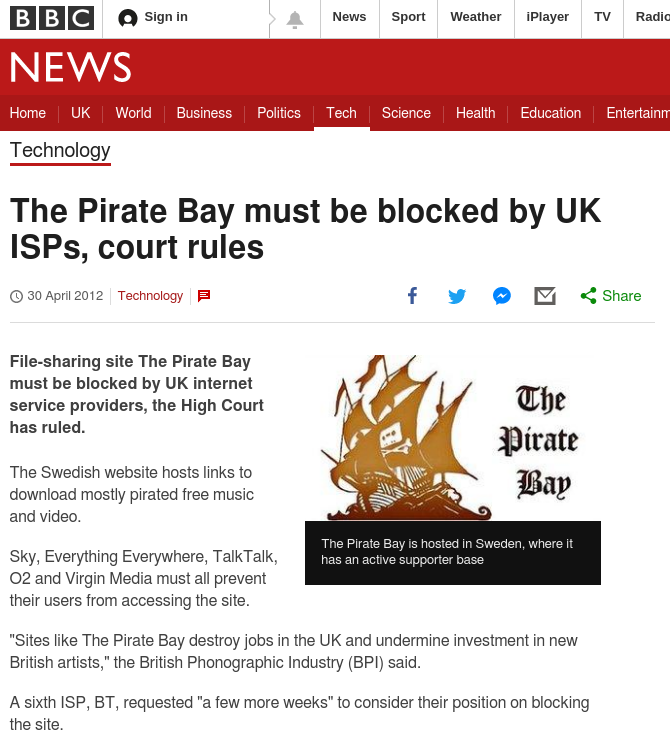 BBC Sign in News Sport Weather iPlayer TV Radio
NEWS
Home UK World Business Politics Tech Science Health Education Entertainm
Technology
The Pirate Bay must be blocked by UK
ISPs, court rules
30 April 2012 Technology Share
File-sharing site The Pirate Bay
must be blocked by UK internet
service providers, the High Court
has ruled.
The Swedish website hosts links to
download mostly pirated free music
and video.
Sky, Everything Everywhere, TalkTalk,
O2 and Virgin Media must all prevent
their users from accessing the site.
The
Pirate
Bay
The Pirate Bay is hosted in Sweden, where it
has an active supporter base
"Sites like The Pirate Bay destroy jobs in the UK and undermine investment in new
British artists," the British Phonographic Industry (BPI) said.
A sixth ISP, BT, requested "a few more weeks" to consider their position on blocking
the site.